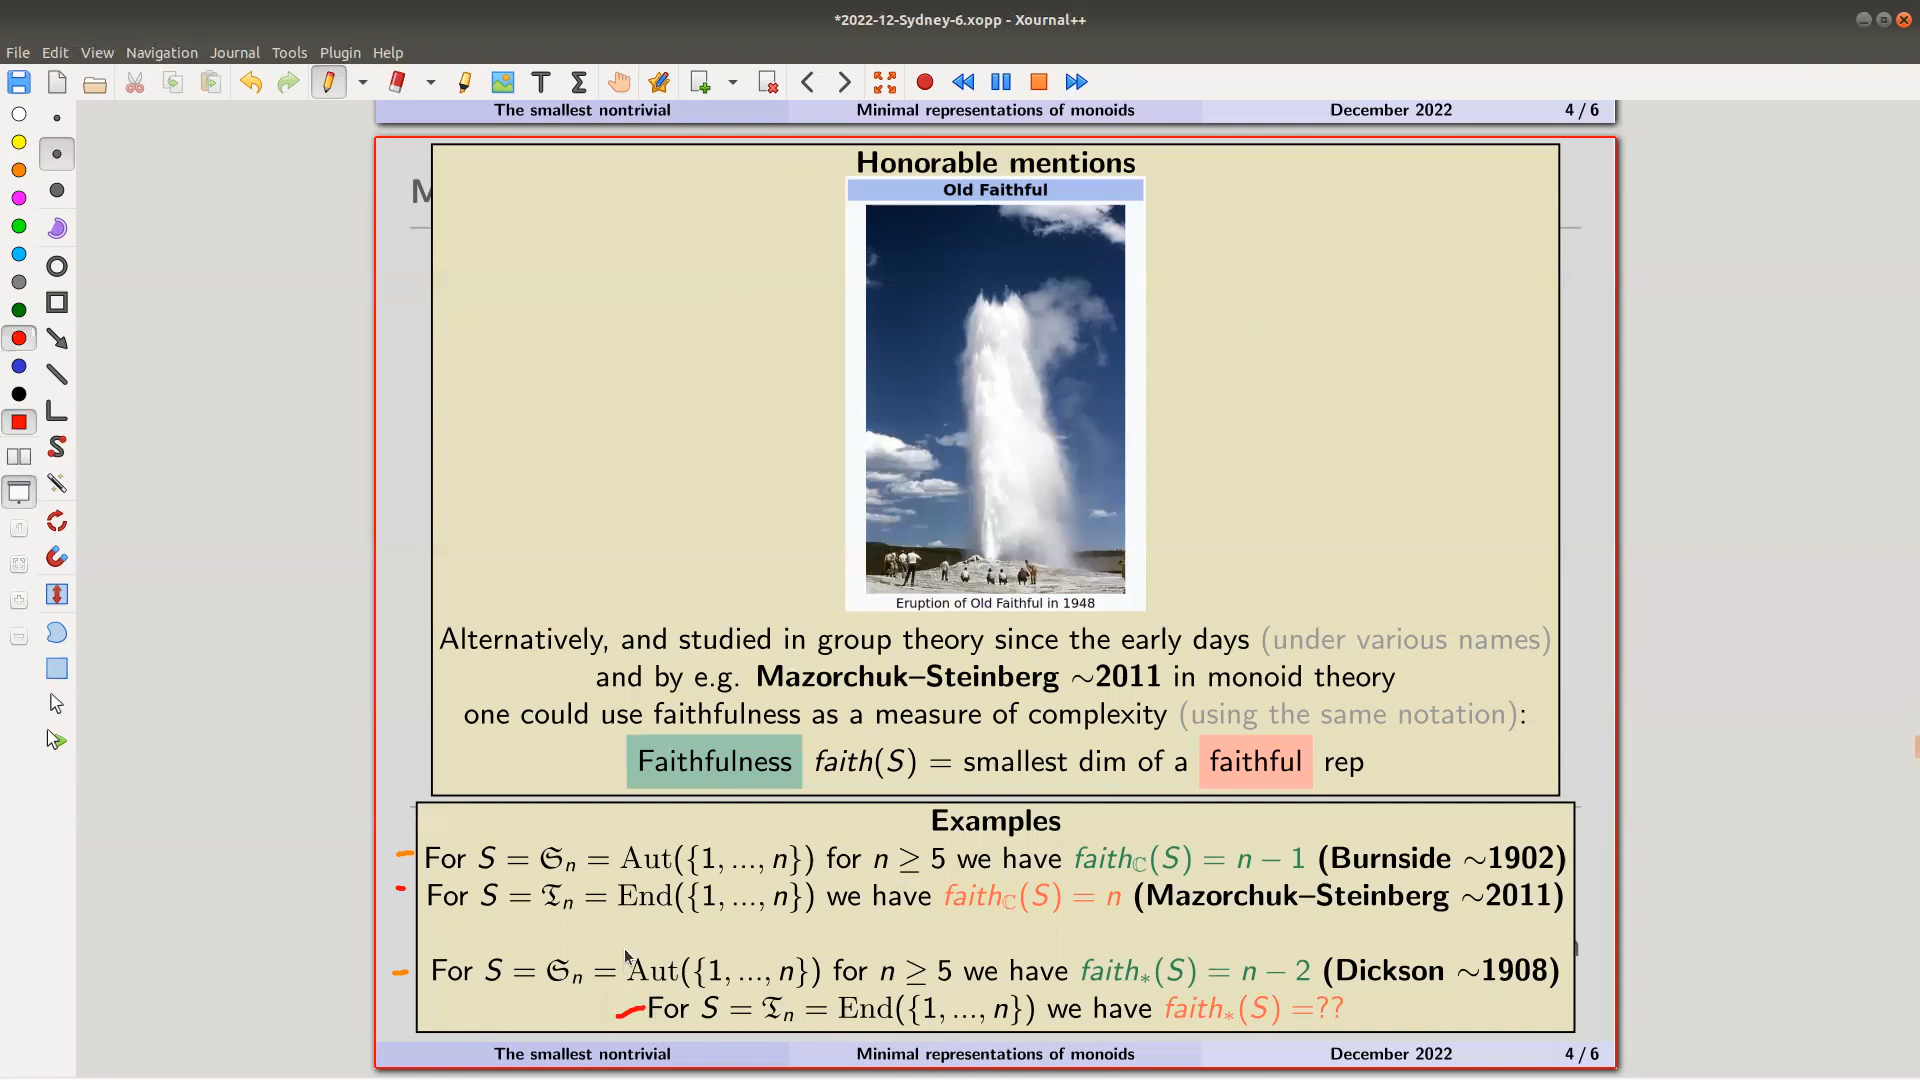 *2022-12-Sydney-6.xopp - Xournal++
File Edit View Navigation Journal Tools Plugin Help
The smallest nontrivial Minimal representations of monoids December 2022 4 / 6
Honorable mentions
M
Old Faithful
Eruption of Old Faithful in 1948
Alternatively, and studied in group theory since the early days (under various names)
and by e.g. Mazorchuk–Steinberg ~2011 in monoid theory
one could use faithfulness as a measure of complexity (using the same notation):
Faithfulness faith(S) = smallest dim of a faithful rep
Examples
For S = 𝔖ₙ = Aut({1, ..., n}) for n ≥ 5 we have faith_ℂ(S) = n − 1 (Burnside ~1902)
For S = 𝔗ₙ = End({1, ..., n}) we have faith_ℂ(S) = n (Mazorchuk–Steinberg ~2011)
For S = 𝔖ₙ = Aut({1, ..., n}) for n ≥ 5 we have faith_*(S) = n − 2 (Dickson ~1908)
For S = 𝔗ₙ = End({1, ..., n}) we have faith_*(S) =??
The smallest nontrivial Minimal representations of monoids December 2022 4 / 6